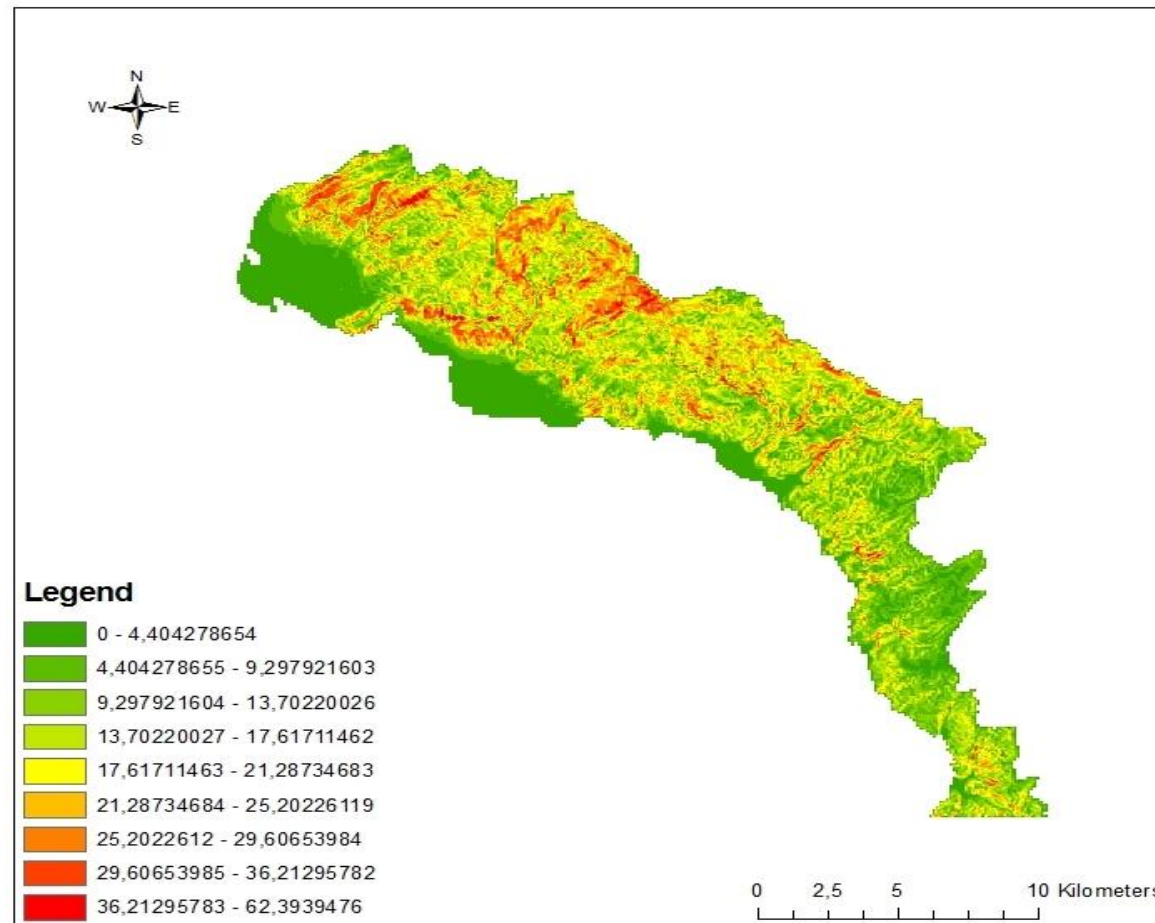 N
W E
S
Legend
0 - 4,404278654
4,404278655 - 9,297921603
9,297921604 - 13,70220026
13,70220027 - 17,61711462
17,61711463 - 21,28734683
21,28734684 - 25,20226119
25,2022612 - 29,60653984
29,60653985 - 36,21295782
36,21295783 - 62,3939476
0 2,5 5 10 Kilometers